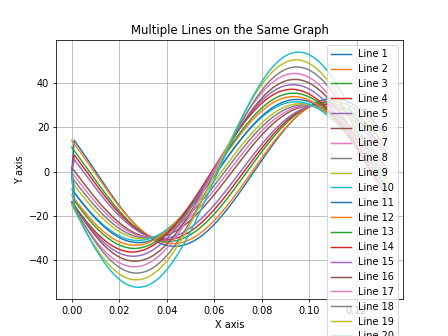 Multiple Lines on the Same Graph
Y axis
40
20
0
−20
−40
0.00
0.02
0.04
0.06
0.08
0.10
X axis
Line 1
Line 2
Line 3
Line 4
Line 5
Line 6
Line 7
Line 8
Line 9
Line 10
Line 11
Line 12
Line 13
Line 14
Line 15
Line 16
Line 17
Line 18
Line 19
Line 20